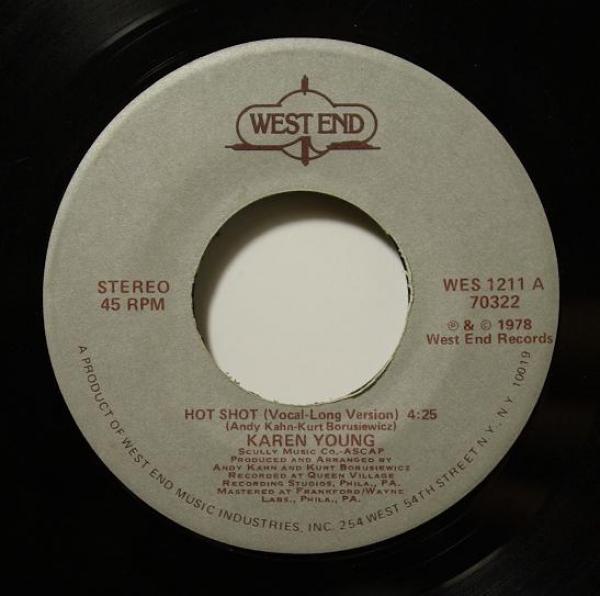 WEST END
STEREO
45 RPM
WES 1211 A
70322
℗ & © 1978
West End Records
HOT SHOT (Vocal-Long Version) 4:25
(Andy Kahn-Kurt Borusiewicz)
KAREN YOUNG
Scully Music Co.-ASCAP
Produced and Arranged by
Andy Kahn and Kurt Borusiewicz
Recorded at Queen Village
Recording Studios, Phila., PA.
Mastered at Frankford/Wayne
Labs., Phila., PA.
A PRODUCT OF WEST END MUSIC INDUSTRIES, INC. 254 WEST 54TH STREET N.Y., N.Y. 10019